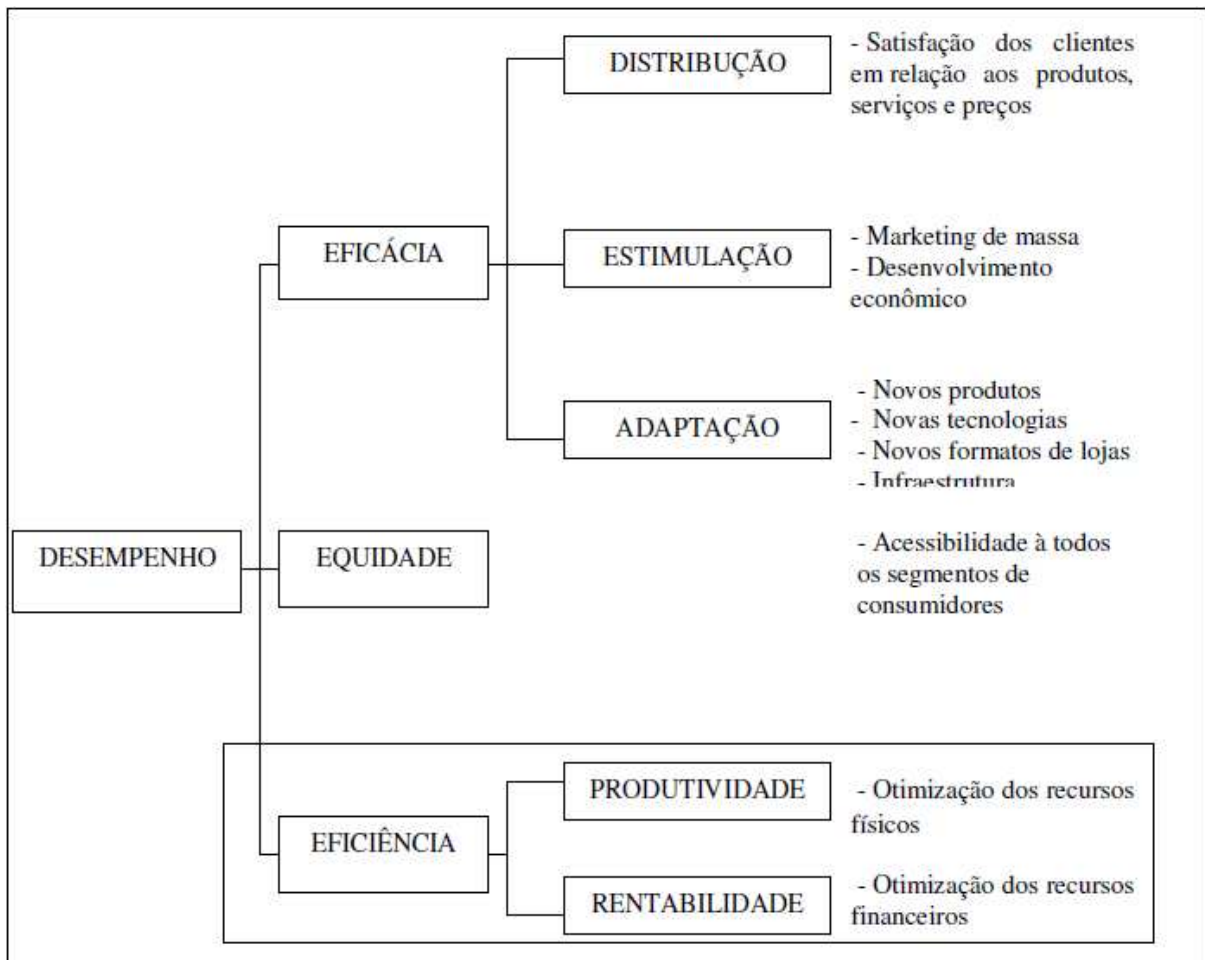 DISTRIBUÇÃO
- Satisfação dos clientes
em relação aos produtos,
serviços e preços
EFICÁCIA
ESTIMULAÇÃO
- Marketing de massa
- Desenvolvimento
econômico
ADAPTAÇÃO
- Novos produtos
- Novas tecnologias
- Novos formatos de lojas
- Infraestrutura
DESEMPENHO
EQUIDADE
- Acessibilidade à todos
os segmentos de
consumidores
EFICIÊNCIA
PRODUTIVIDADE
- Otimização dos recursos
físicos
RENTABILIDADE
- Otimização dos recursos
financeiros